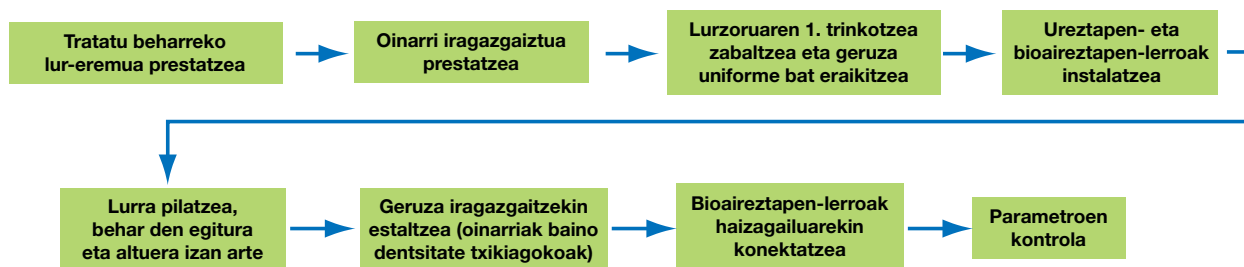 Tratatu beharreko
lur-eremua prestatzea
Oinarri iragazgaiztua
prestatzea
Lurzoruaren 1. trinkotzea
zabaltzea eta geruza
uniforme bat eraikitzea
Ureztapen- eta
bioaireztapen-lerroak
instalatzea
Lurra pilatzea,
behar den egitura
eta altuera izan arte
Geruza iragazgaitzekin
estaltzea (oinarriak baino
dentsitate txikiagokoak)
Bioaireztapen-lerroak
haizagailuarekin
konektatzea
Parametroen
kontrola